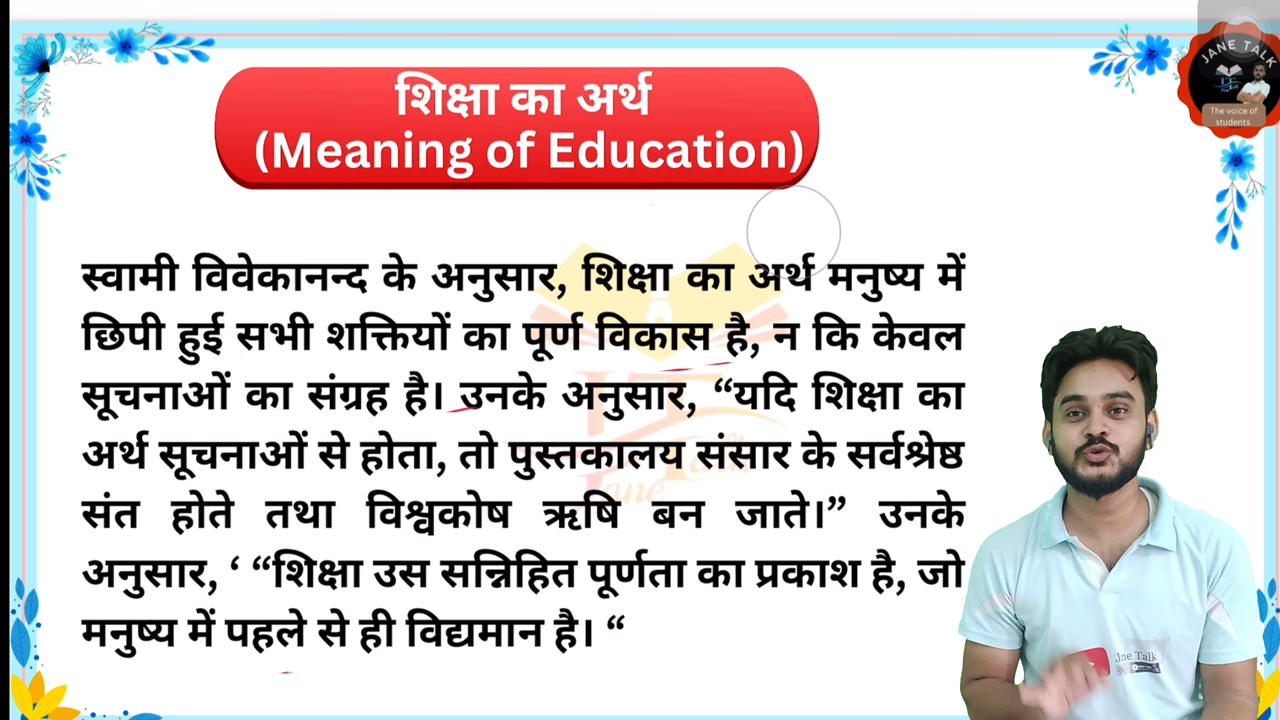 शिक्षा का अर्थ
(Meaning of Education)
JANE TALK
The voice of
students
स्वामी विवेकानन्द के अनुसार, शिक्षा का अर्थ मनुष्य में
छिपी हुई सभी शक्तियों का पूर्ण विकास है, न कि केवल
सूचनाओं का संग्रह है। उनके अनुसार, “यदि शिक्षा का
अर्थ सूचनाओं से होता, तो पुस्तकालय संसार के सर्वश्रेष्ठ
संत होते तथा विश्वकोष ऋषि बन जाते।” उनके
अनुसार, ‘ “शिक्षा उस सन्निहित पूर्णता का प्रकाश है, जो
मनुष्य में पहले से ही विद्यमान है। “
Jne Talk